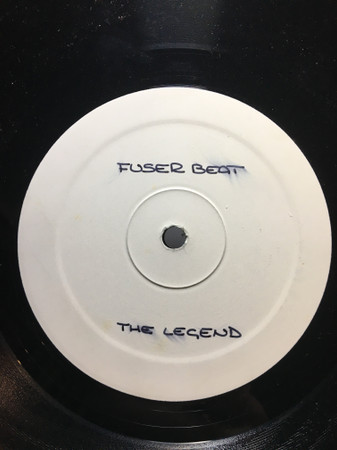 FUSER BEAT
THE LEGEND